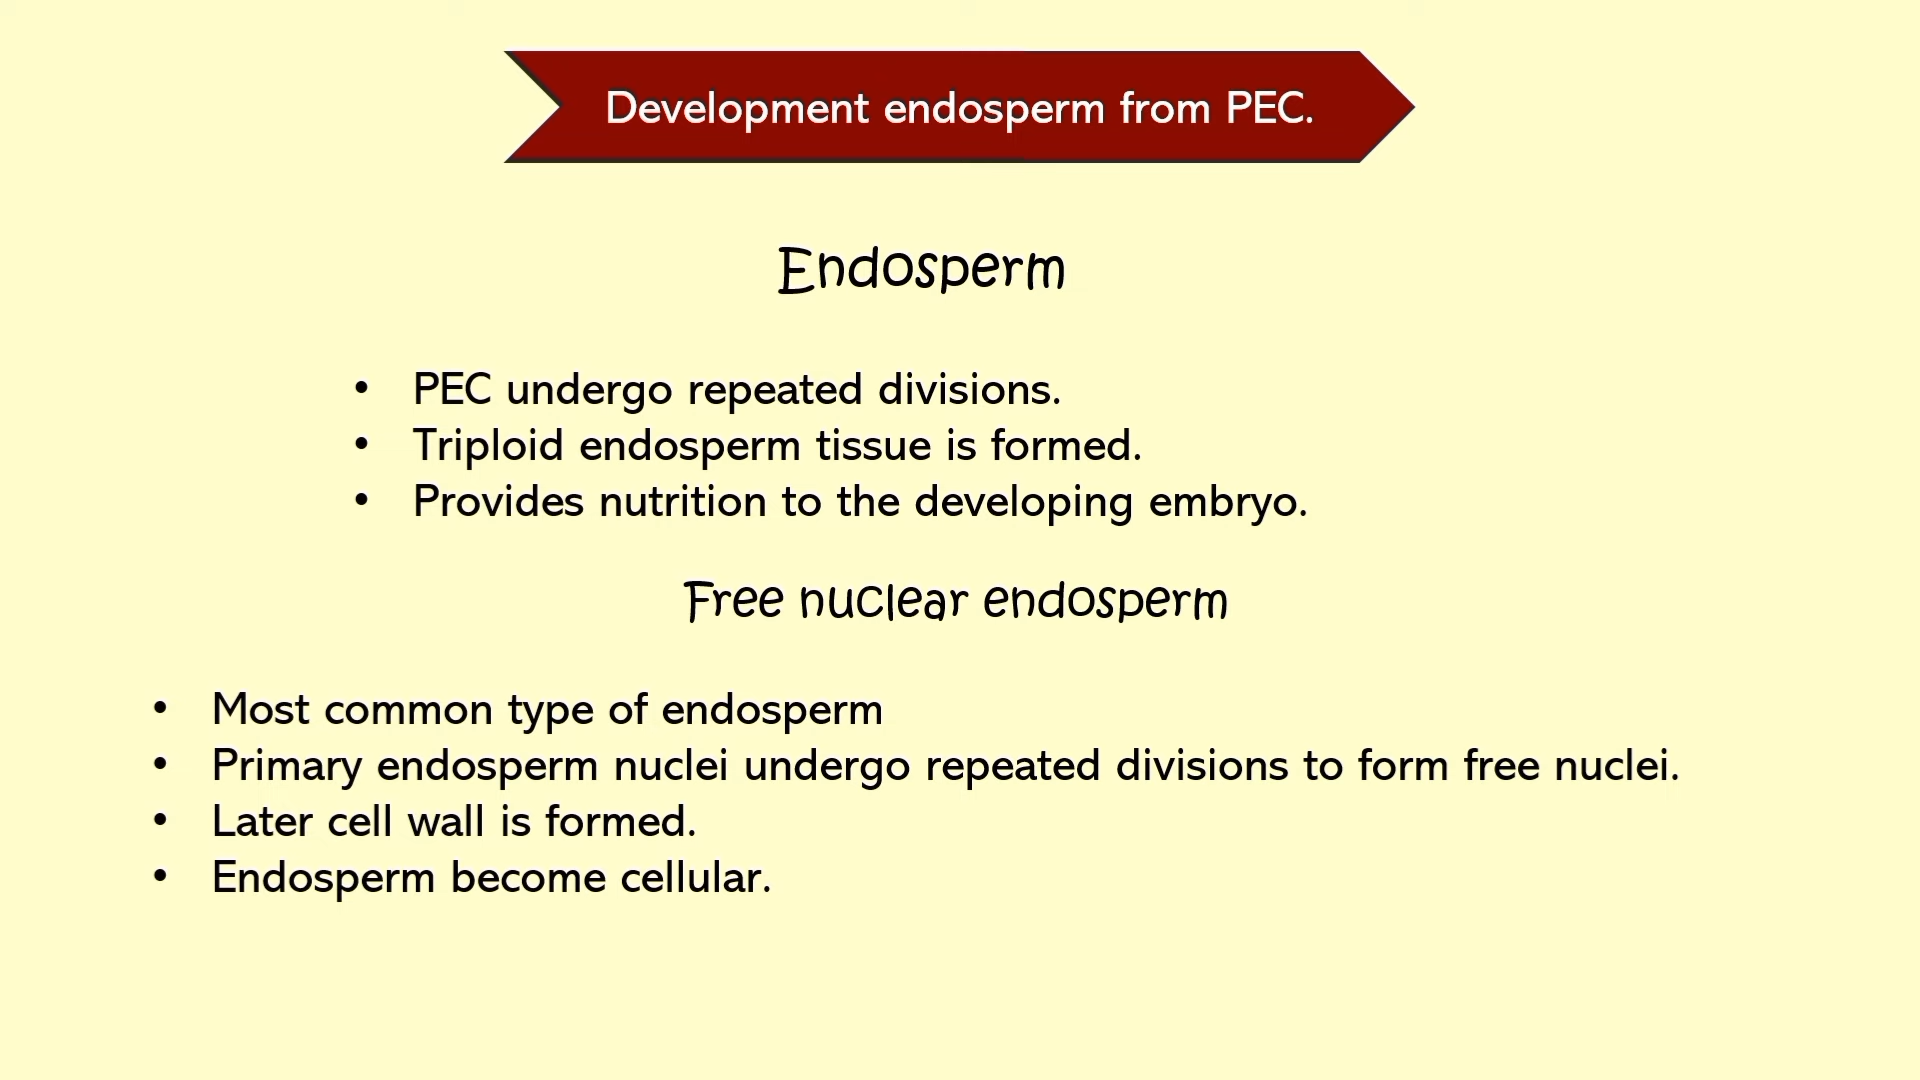 Development endosperm from PEC.
Endosperm
• PEC undergo repeated divisions.
• Triploid endosperm tissue is formed.
• Provides nutrition to the developing embryo.
Free nuclear endosperm
• Most common type of endosperm
• Primary endosperm nuclei undergo repeated divisions to form free nuclei.
• Later cell wall is formed.
• Endosperm become cellular.